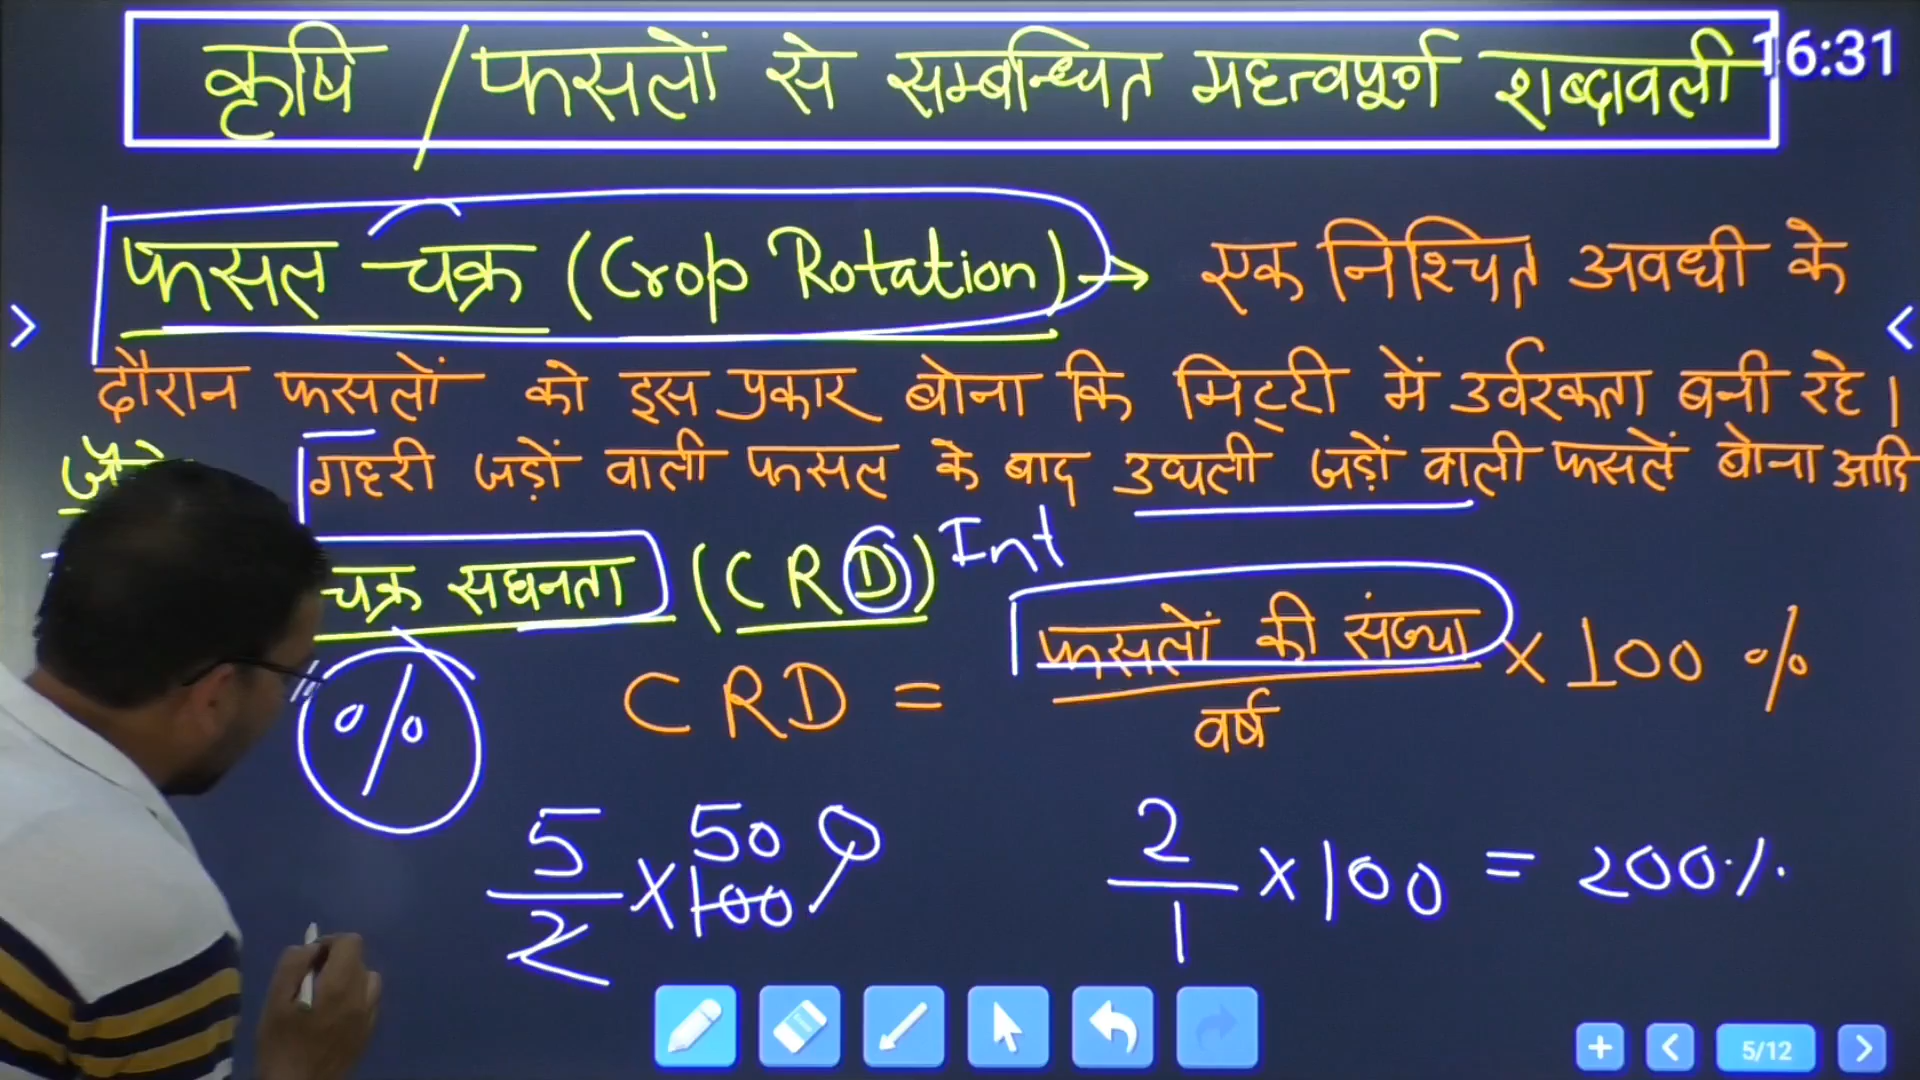 कृषि / फसलों से सम्बन्धित महत्वपूर्ण शब्दावली
16:31
फसल चक्र (Crop Rotation) → एक निश्चित अवधी के
दौरान फसलों को इस प्रकार बोना कि मिट्टी में उर्वरकता बनी रहे।
गहरी जड़ों वाली फसल के बाद उथली जड़ों वाली फसलें बोना आदि
चक्र सघनता (CRD) Int
फसलों की संख्या × 100 %
CRD =
वर्ष
%
5/2 × 100 50
2/1 × 100 = 200%
5/12